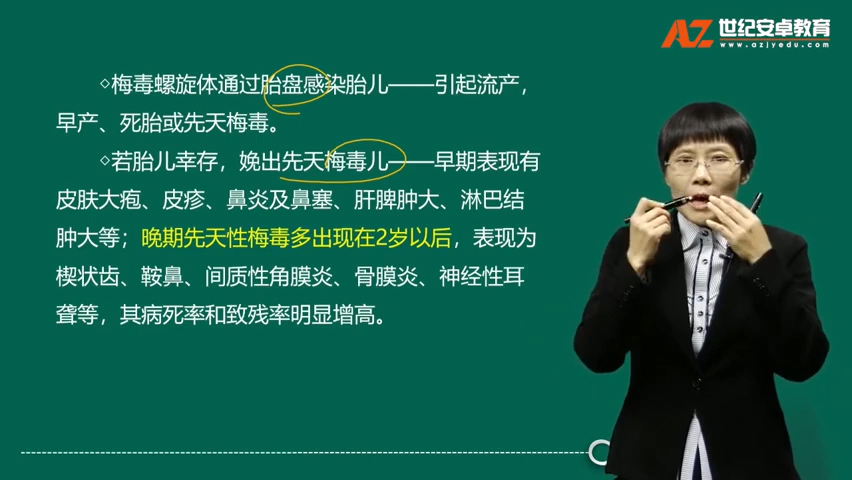 AZ 世纪安卓教育
www.azjyedu.com
◇梅毒螺旋体通过胎盘感染胎儿——引起流产，
早产、死胎或先天梅毒。
◇若胎儿幸存，娩出先天梅毒儿——早期表现有
皮肤大疱、皮疹、鼻炎及鼻塞、肝脾肿大、淋巴结
肿大等；晚期先天性梅毒多出现在2岁以后，表现为
楔状齿、鞍鼻、间质性角膜炎、骨膜炎、神经性耳
聋等，其病死率和致残率明显增高。